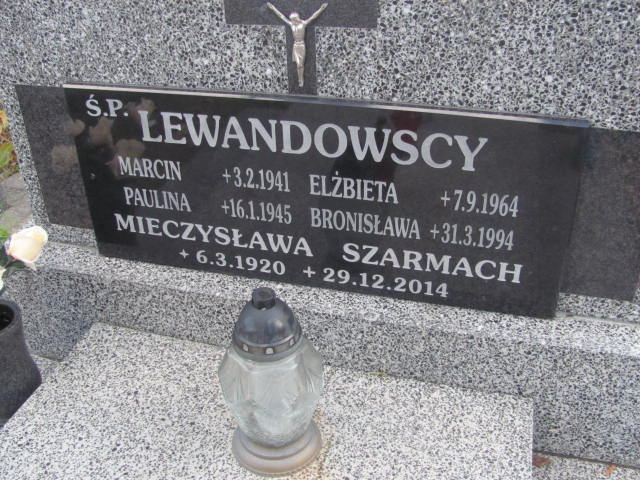 Ś.P. LEWANDOWSCY
MARCIN +3.2.1941 ELŻBIETA +7.9.1964
PAULINA +16.1.1945 BRONISŁAWA +31.3.1994
MIECZYSŁAWA SZARMACH
+ 6.3.1920 + 29.12.2014